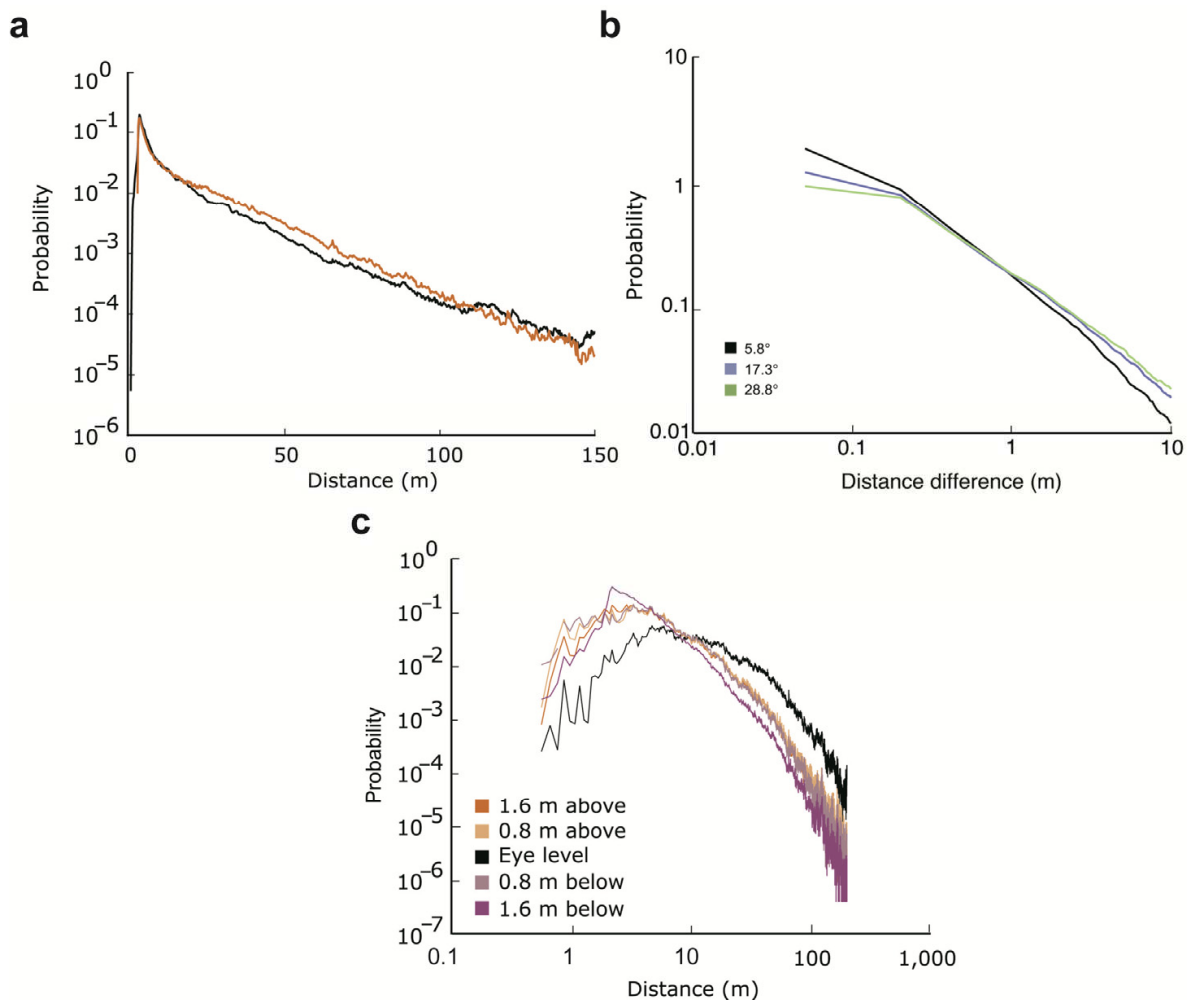 a
10⁰
10⁻¹
10⁻²
10⁻³
10⁻⁴
10⁻⁵
10⁻⁶
Probability
0 50 100 150
Distance (m)
b
10
1
0.1
0.01
Probability
5.8°
17.3°
28.8°
0.01 0.1 1 10
Distance difference (m)
c
10⁰
10⁻¹
10⁻²
10⁻³
10⁻⁴
10⁻⁵
10⁻⁶
10⁻⁷
Probability
1.6 m above
0.8 m above
Eye level
0.8 m below
1.6 m below
0.1 1 10 100 1,000
Distance (m)